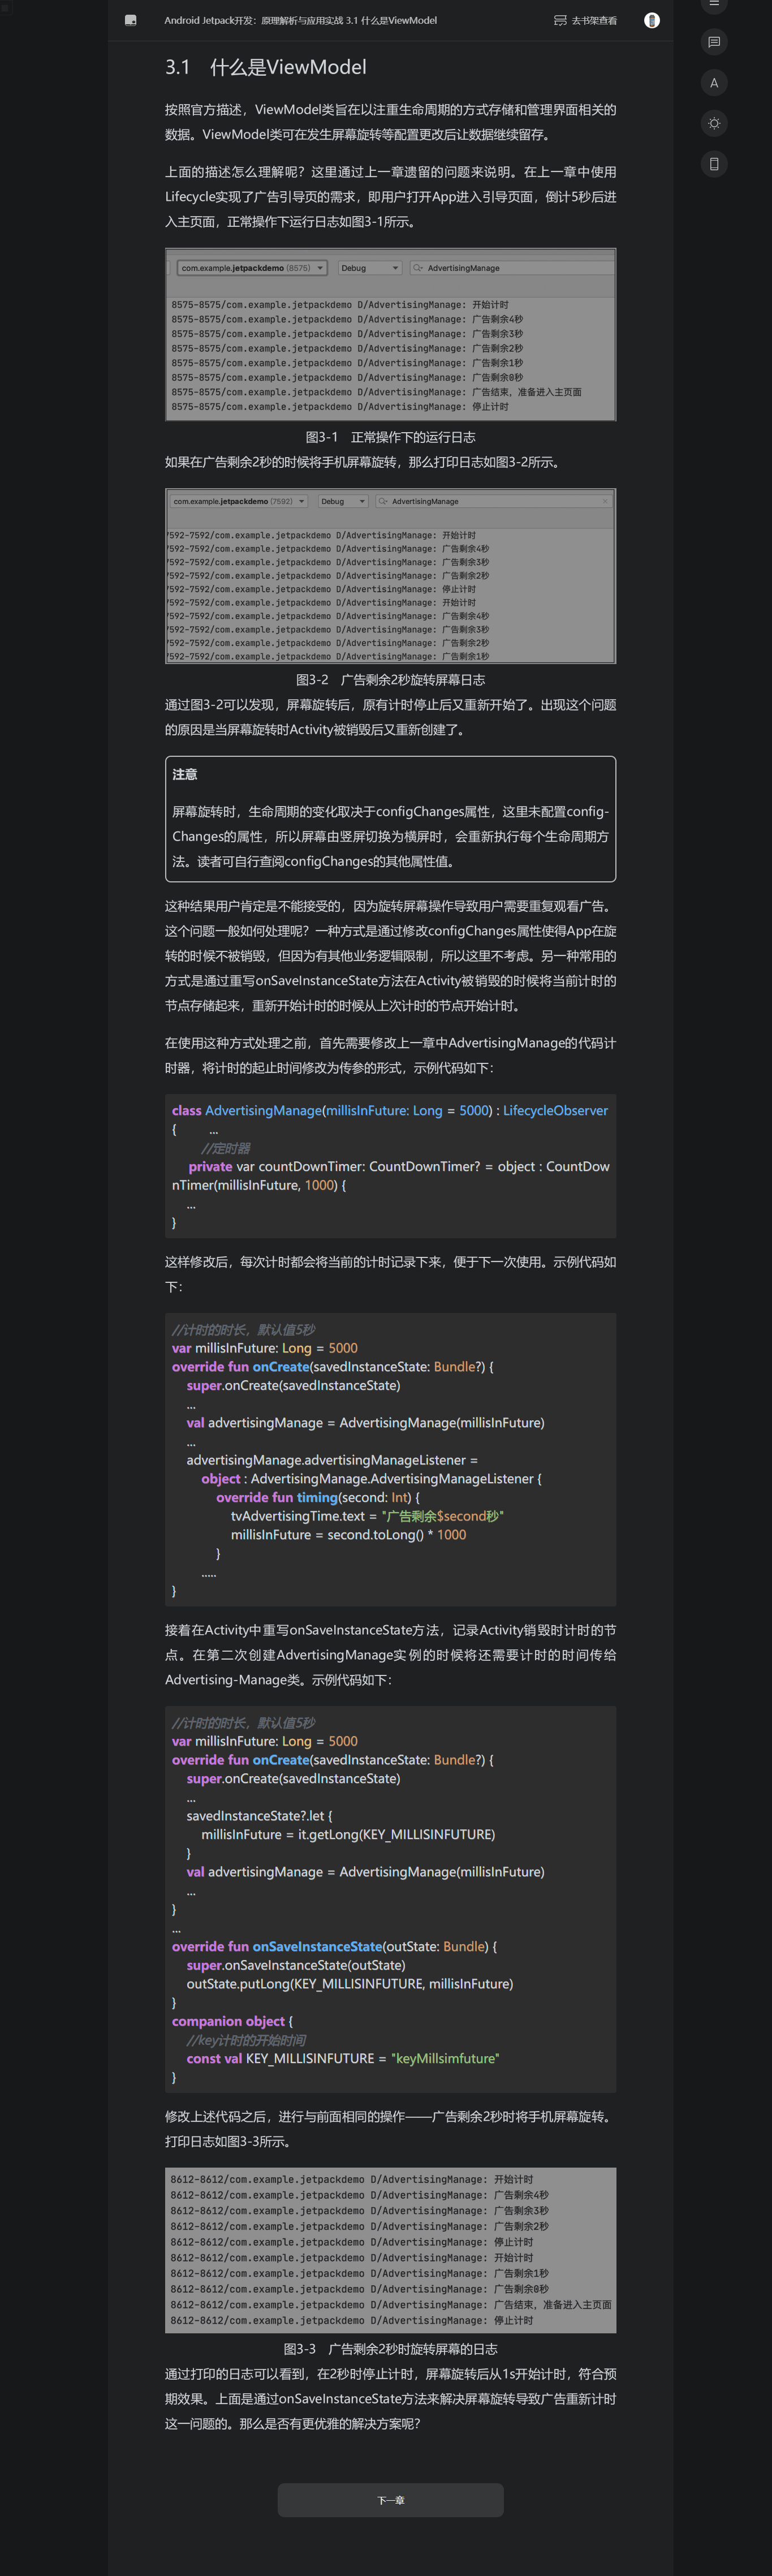 Android Jetpack开发：原理解析与应用实战 3.1 什么是ViewModel
去书架查看
3.1 什么是ViewModel
按照官方描述，ViewModel类旨在以注重生命周期的方式存储和管理界面相关的
数据。ViewModel类可在发生屏幕旋转等配置更改后让数据继续留存。
上面的描述怎么理解呢？这里通过上一章遗留的问题来说明。在上一章中使用
Lifecycle实现了广告引导页的需求，即用户打开App进入引导页面，倒计5秒后进
入主页面，正常操作下运行日志如图3-1所示。
com.example.jetpackdemo (8575) Debug AdvertisingManage
8575-8575/com.example.jetpackdemo D/AdvertisingManage: 开始计时
8575-8575/com.example.jetpackdemo D/AdvertisingManage: 广告剩余4秒
8575-8575/com.example.jetpackdemo D/AdvertisingManage: 广告剩余3秒
8575-8575/com.example.jetpackdemo D/AdvertisingManage: 广告剩余2秒
8575-8575/com.example.jetpackdemo D/AdvertisingManage: 广告剩余1秒
8575-8575/com.example.jetpackdemo D/AdvertisingManage: 广告剩余0秒
8575-8575/com.example.jetpackdemo D/AdvertisingManage: 广告结束，准备进入主页面
8575-8575/com.example.jetpackdemo D/AdvertisingManage: 停止计时
图3-1 正常操作下的运行日志
如果在广告剩余2秒的时候将手机屏幕旋转，那么打印日志如图3-2所示。
com.example.jetpackdemo (7592) Debug AdvertisingManage
7592-7592/com.example.jetpackdemo D/AdvertisingManage: 开始计时
7592-7592/com.example.jetpackdemo D/AdvertisingManage: 广告剩余4秒
7592-7592/com.example.jetpackdemo D/AdvertisingManage: 广告剩余3秒
7592-7592/com.example.jetpackdemo D/AdvertisingManage: 广告剩余2秒
7592-7592/com.example.jetpackdemo D/AdvertisingManage: 停止计时
7592-7592/com.example.jetpackdemo D/AdvertisingManage: 开始计时
7592-7592/com.example.jetpackdemo D/AdvertisingManage: 广告剩余4秒
7592-7592/com.example.jetpackdemo D/AdvertisingManage: 广告剩余3秒
7592-7592/com.example.jetpackdemo D/AdvertisingManage: 广告剩余2秒
7592-7592/com.example.jetpackdemo D/AdvertisingManage: 广告剩余1秒
图3-2 广告剩余2秒旋转屏幕日志
通过图3-2可以发现，屏幕旋转后，原有计时停止后又重新开始了。出现这个问题
的原因是当屏幕旋转时Activity被销毁后又重新创建了。
注意
屏幕旋转时，生命周期的变化取决于configChanges属性，这里未配置config-
Changes的属性，所以屏幕由竖屏切换为横屏时，会重新执行每个生命周期方
法。读者可自行查阅configChanges的其他属性值。
这种结果用户肯定是不能接受的，因为旋转屏幕操作导致用户需要重复观看广告。
这个问题一般如何处理呢？一种方式是通过修改configChanges属性使得App在旋
转的时候不被销毁，但因为有其他业务逻辑限制，所以这里不考虑。另一种常用的
方式是通过重写onSaveInstanceState方法在Activity被销毁的时候将当前计时的
节点存储起来，重新开始计时的时候从上次计时的节点开始计时。
在使用这种方式处理之前，首先需要修改上一章中AdvertisingManage的代码计
时器，将计时的起止时间修改为传参的形式，示例代码如下：
class AdvertisingManage(millisInFuture: Long = 5000) : LifecycleObserver
{ ...
//定时器
private var countDownTimer: CountDownTimer? = object : CountDow
nTimer(millisInFuture, 1000) {
...
}
这样修改后，每次计时都会将当前的计时记录下来，便于下一次使用。示例代码如
下：
//计时的时长，默认值5秒
var millisInFuture: Long = 5000
override fun onCreate(savedInstanceState: Bundle?) {
super.onCreate(savedInstanceState)
...
val advertisingManage = AdvertisingManage(millisInFuture)
...
advertisingManage.advertisingManageListener =
object : AdvertisingManage.AdvertisingManageListener {
override fun timing(second: Int) {
tvAdvertisingTime.text = "广告剩余$second秒"
millisInFuture = second.toLong() * 1000
}
.....
}
接着在Activity中重写onSaveInstanceState方法，记录Activity销毁时计时的节
点。在第二次创建AdvertisingManage实例的时候将还需要计时的时间传给
Advertising-Manage类。示例代码如下：
//计时的时长，默认值5秒
var millisInFuture: Long = 5000
override fun onCreate(savedInstanceState: Bundle?) {
super.onCreate(savedInstanceState)
...
savedInstanceState?.let {
millisInFuture = it.getLong(KEY_MILLISINFUTURE)
}
val advertisingManage = AdvertisingManage(millisInFuture)
...
}
...
override fun onSaveInstanceState(outState: Bundle) {
super.onSaveInstanceState(outState)
outState.putLong(KEY_MILLISINFUTURE, millisInFuture)
}
companion object {
//key计时的开始时间
const val KEY_MILLISINFUTURE = "keyMillsimfuture"
}
修改上述代码之后，进行与前面相同的操作——广告剩余2秒时将手机屏幕旋转。
打印日志如图3-3所示。
8612-8612/com.example.jetpackdemo D/AdvertisingManage: 开始计时
8612-8612/com.example.jetpackdemo D/AdvertisingManage: 广告剩余4秒
8612-8612/com.example.jetpackdemo D/AdvertisingManage: 广告剩余3秒
8612-8612/com.example.jetpackdemo D/AdvertisingManage: 广告剩余2秒
8612-8612/com.example.jetpackdemo D/AdvertisingManage: 停止计时
8612-8612/com.example.jetpackdemo D/AdvertisingManage: 开始计时
8612-8612/com.example.jetpackdemo D/AdvertisingManage: 广告剩余1秒
8612-8612/com.example.jetpackdemo D/AdvertisingManage: 广告剩余0秒
8612-8612/com.example.jetpackdemo D/AdvertisingManage: 广告结束，准备进入主页面
8612-8612/com.example.jetpackdemo D/AdvertisingManage: 停止计时
图3-3 广告剩余2秒时旋转屏幕的日志
通过打印的日志可以看到，在2秒时停止计时，屏幕旋转后从1s开始计时，符合预
期效果。上面是通过onSaveInstanceState方法来解决屏幕旋转导致广告重新计时
这一问题的。那么是否有更优雅的解决方案呢？
下一章